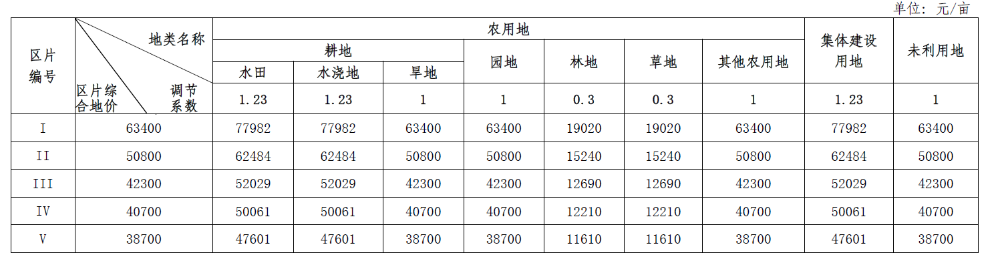 单位: 元/亩
区片编号 地类名称 调节系数 区片综合地价 农用地 集体建设用地 未利用地
耕地 园地 林地 草地 其他农用地
水田 水浇地 旱地
1.23 1.23 1 1 0.3 0.3 1 1.23 1
I 63400 77982 77982 63400 63400 19020 19020 63400 77982 63400
II 50800 62484 62484 50800 50800 15240 15240 50800 62484 50800
III 42300 52029 52029 42300 42300 12690 12690 42300 52029 42300
IV 40700 50061 50061 40700 40700 12210 12210 40700 50061 40700
V 38700 47601 47601 38700 38700 11610 11610 38700 47601 38700